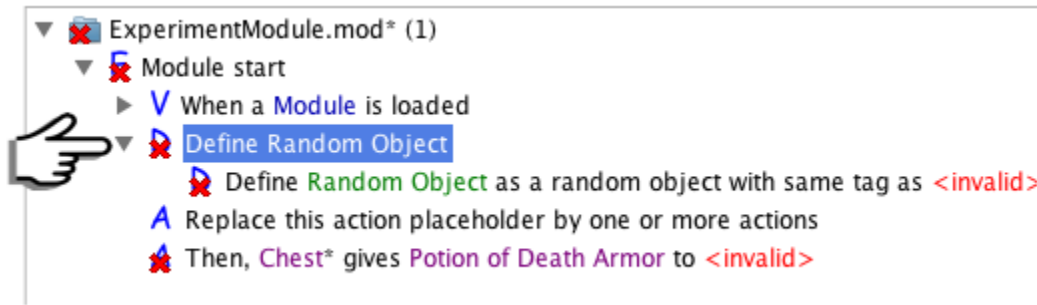 ExperimentModule.mod* (1)
Module start
V When a Module is loaded
Define Random Object
D Define Random Object as a random object with same tag as <invalid>
A Replace this action placeholder by one or more actions
A Then, Chest* gives Potion of Death Armor to <invalid>